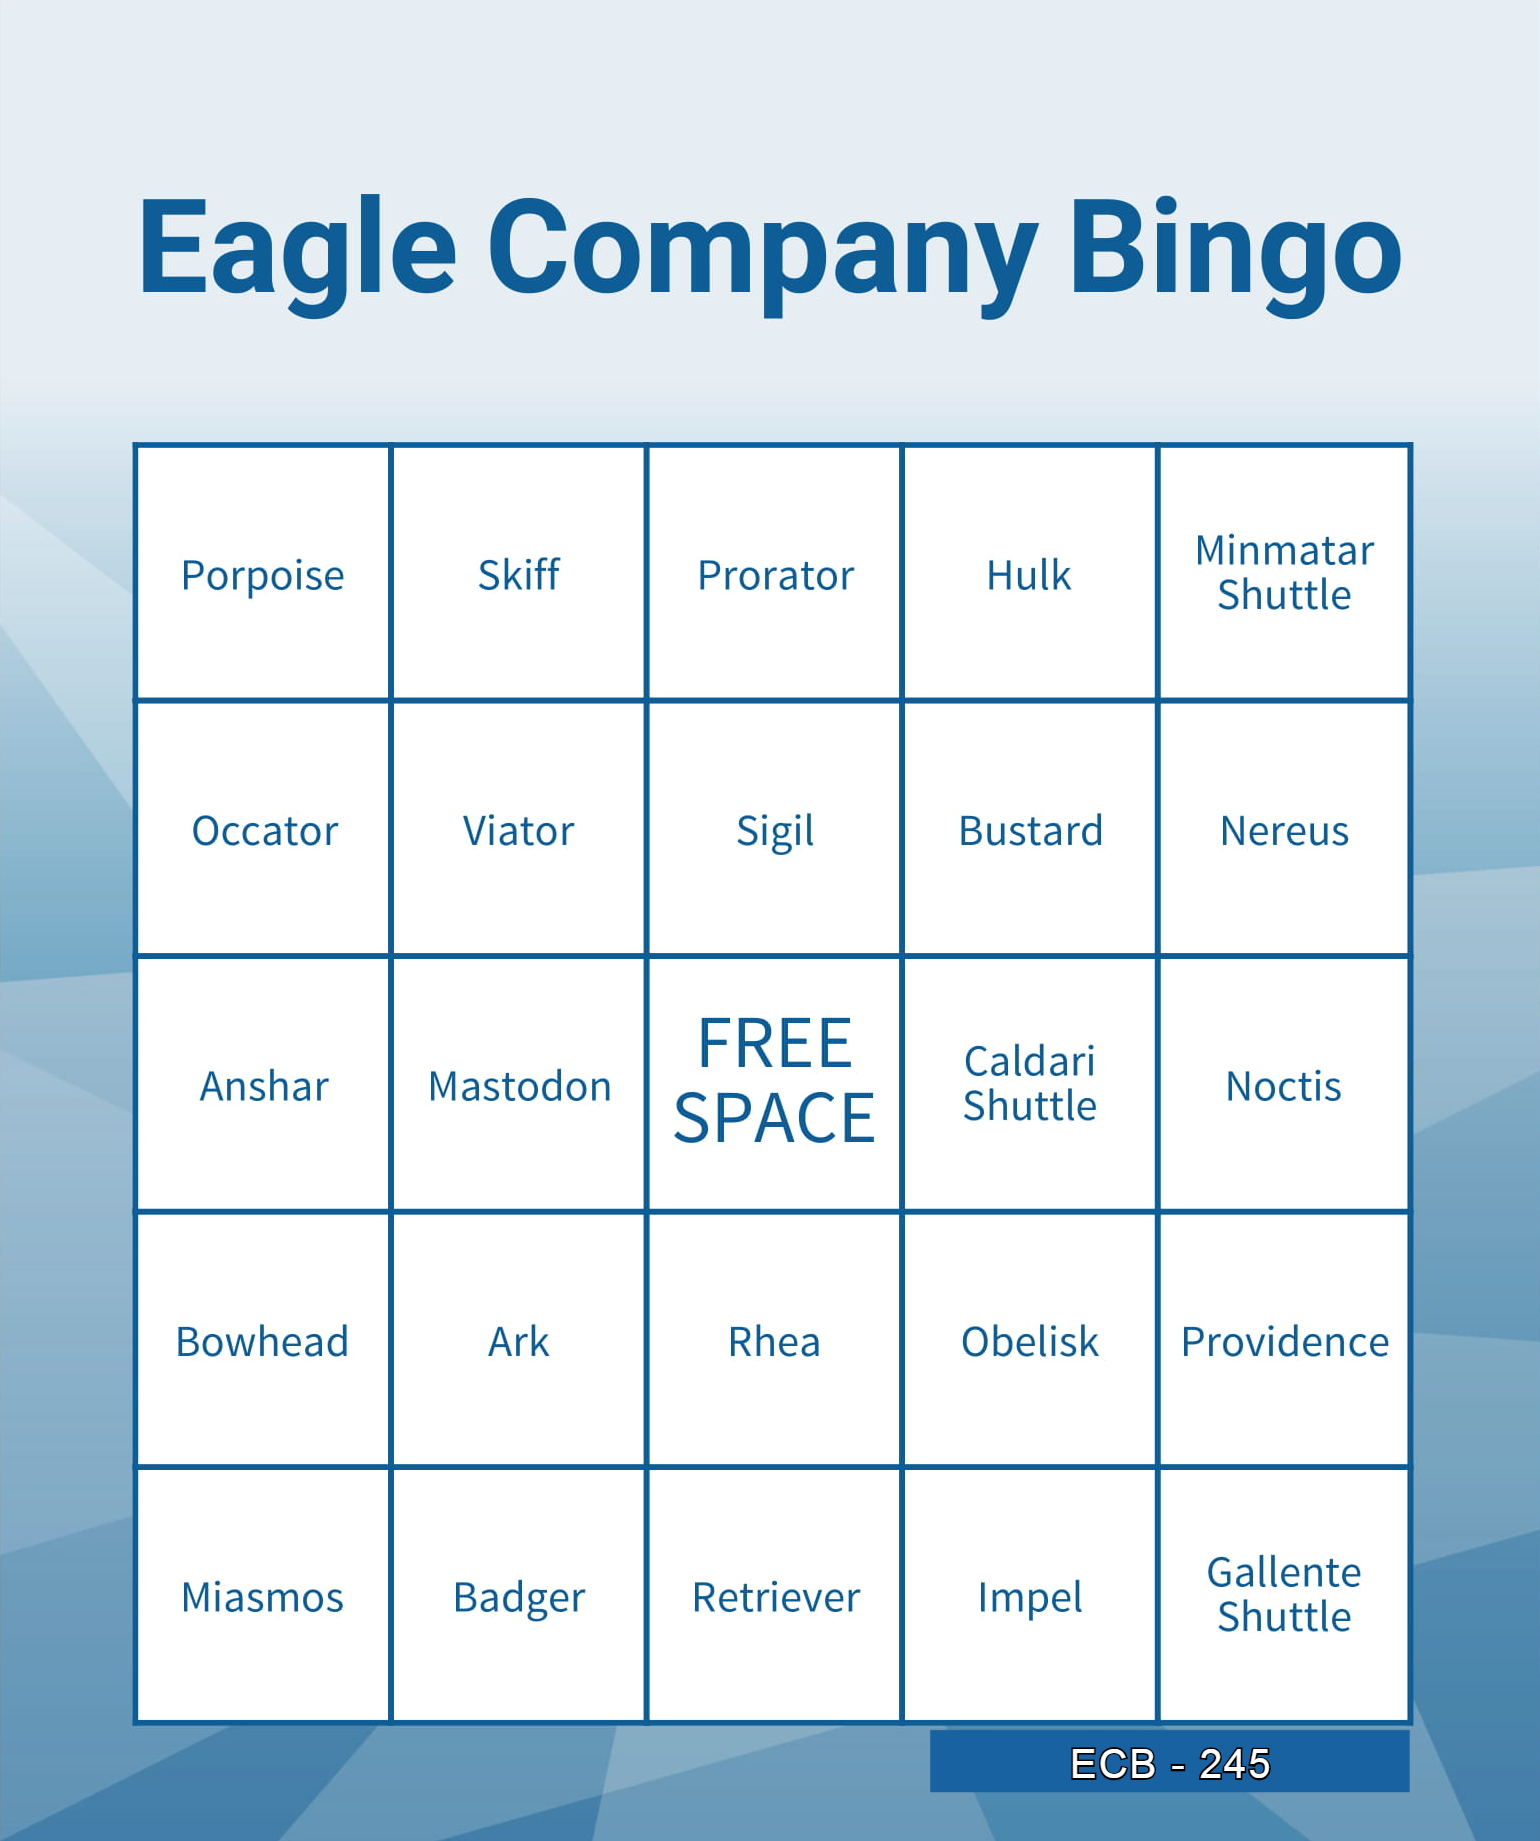 Eagle Company Bingo
Porpoise
Skiff
Prorator
Hulk
Minmatar
Shuttle
Occator
Viator
Sigil
Bustard
Nereus
Anshar
Mastodon
FREE
SPACE
Caldari
Shuttle
Noctis
Bowhead
Ark
Rhea
Obelisk
Providence
Miasmos
Badger
Retriever
Impel
Gallente
Shuttle
ECB - 245